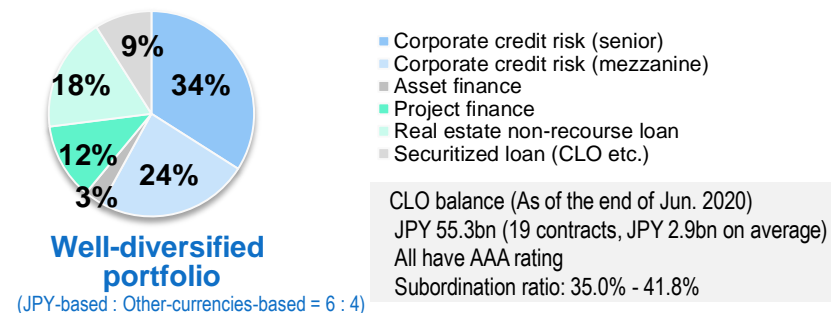 9%
18%
34%
12%
24%
3%
Corporate credit risk (senior)
Corporate credit risk (mezzanine)
Asset finance
Project finance
Real estate non-recourse loan
Securitized loan (CLO etc.)
CLO balance (As of the end of Jun. 2020)
JPY 55.3bn (19 contracts, JPY 2.9bn on average)
All have AAA rating
Subordination ratio: 35.0% - 41.8%
Well-diversified
portfolio
(JPY-based : Other-currencies-based = 6 : 4)